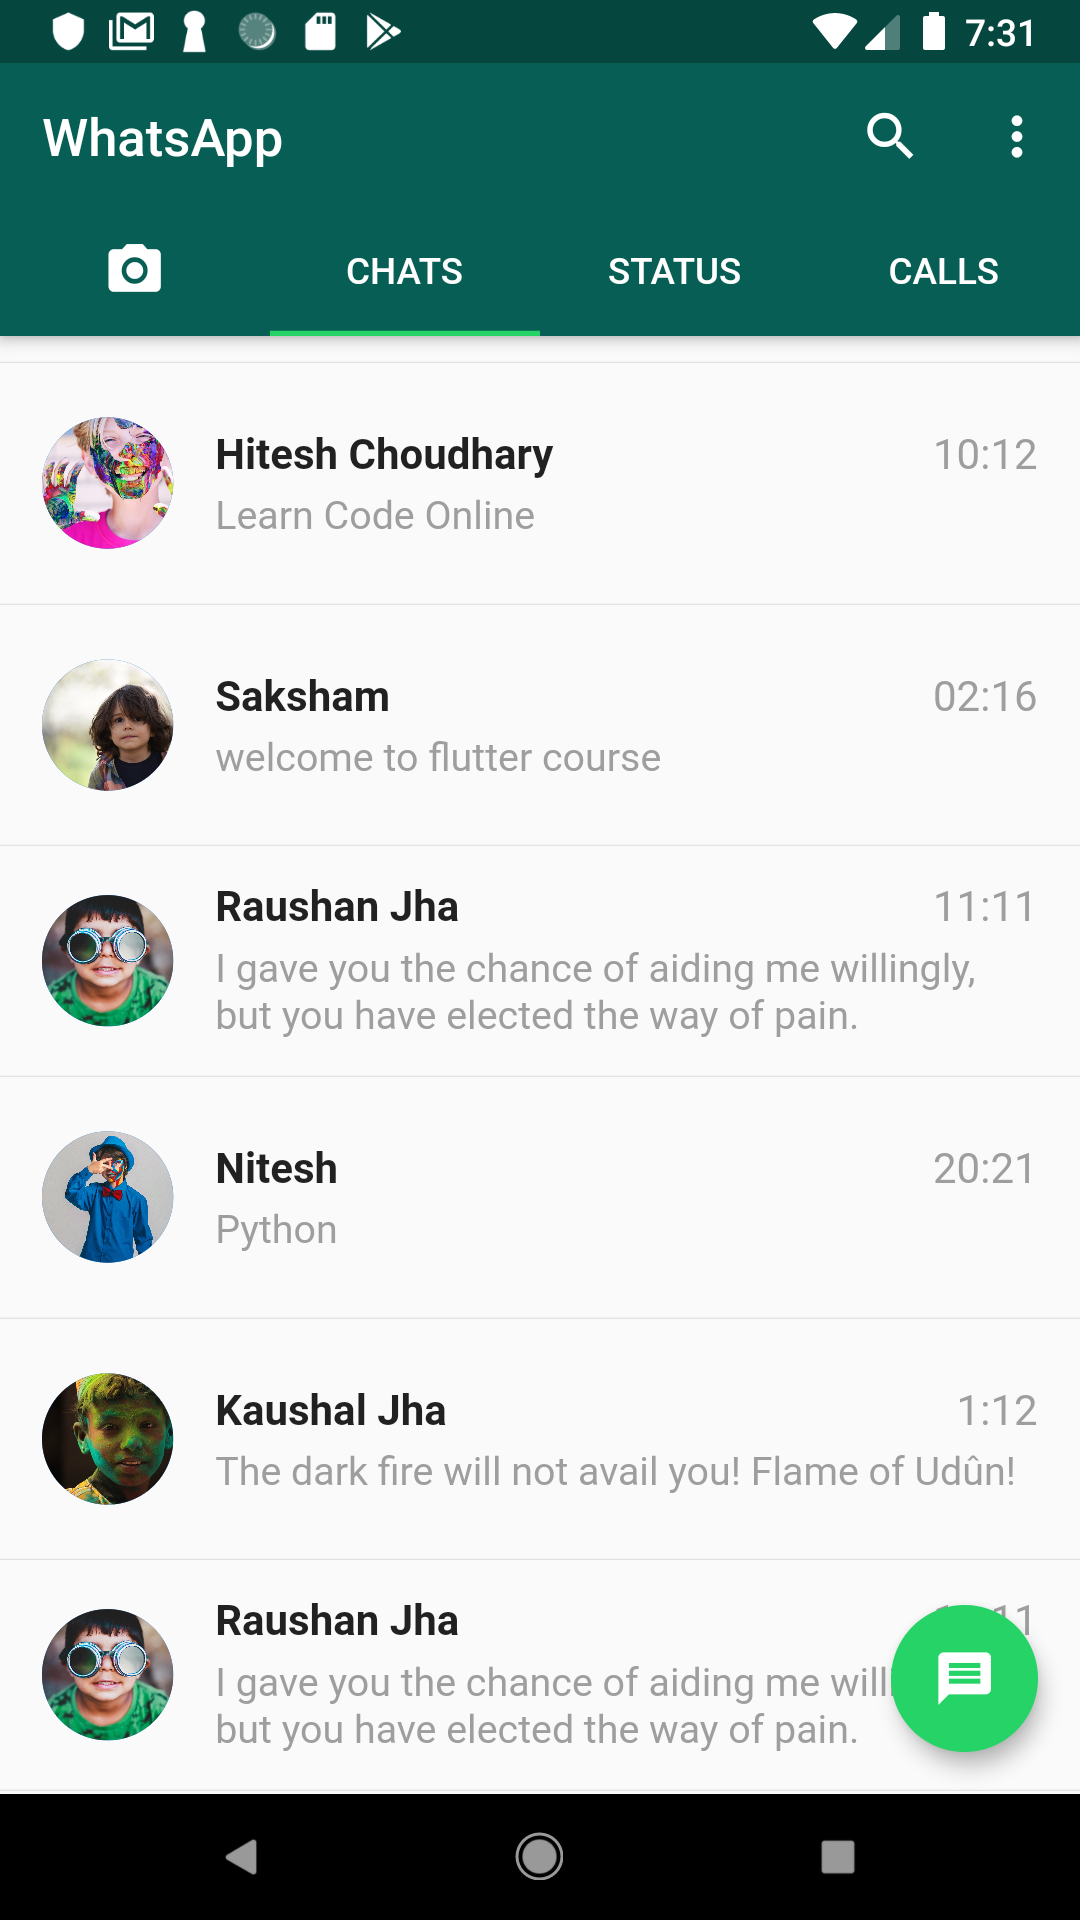 7:31
WhatsApp
CHATS STATUS CALLS
Hitesh Choudhary 10:12
Learn Code Online
Saksham 02:16
welcome to flutter course
Raushan Jha 11:11
I gave you the chance of aiding me willingly,
but you have elected the way of pain.
Nitesh 20:21
Python
Kaushal Jha 1:12
The dark fire will not avail you! Flame of Udûn!
Raushan Jha
I gave you the chance of aiding me
but you have elected the way of pain.